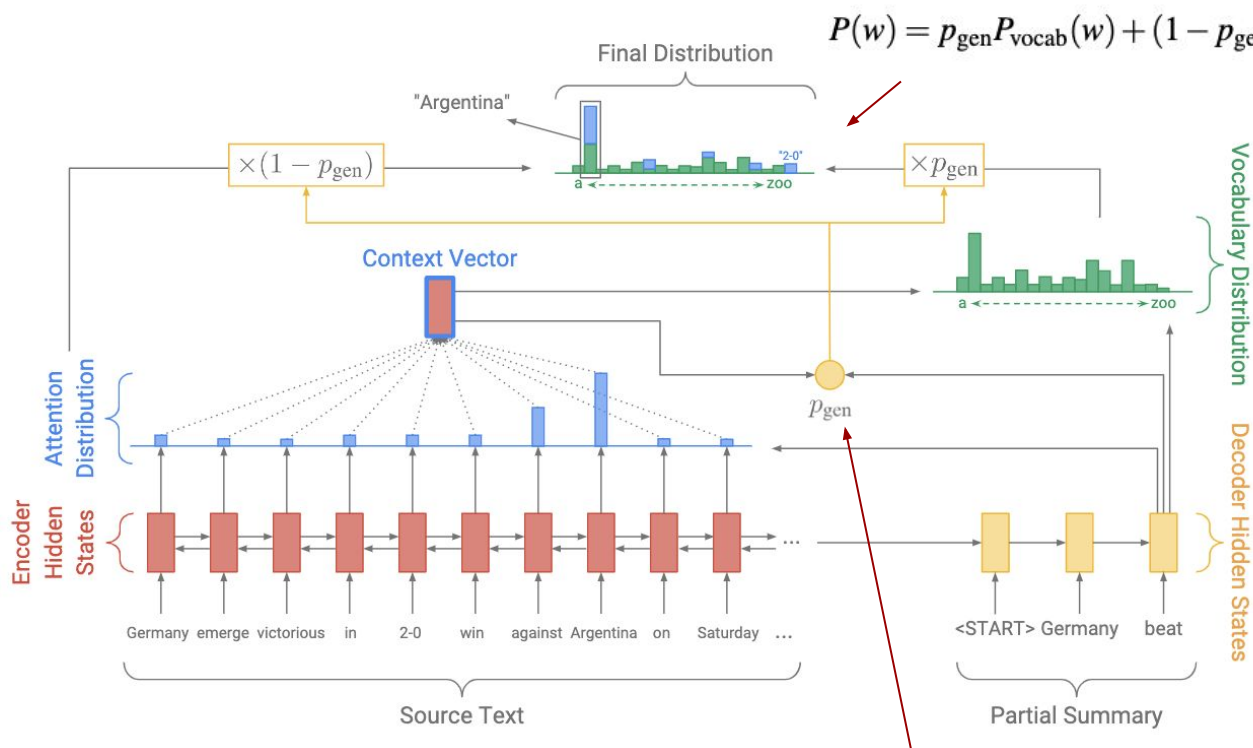 P(w) = p_gen P_vocab(w) + (1 − p_ge
Final Distribution
"Argentina"
×(1 − p_gen)
"2-0"
×p_gen
a
zoo
Context Vector
Vocabulary Distribution
a
zoo
Attention
Distribution
p_gen
Encoder
Hidden
States
Decoder Hidden States
...
Germany emerge victorious in 2-0 win against Argentina on Saturday ...
<START> Germany beat
Source Text
Partial Summary